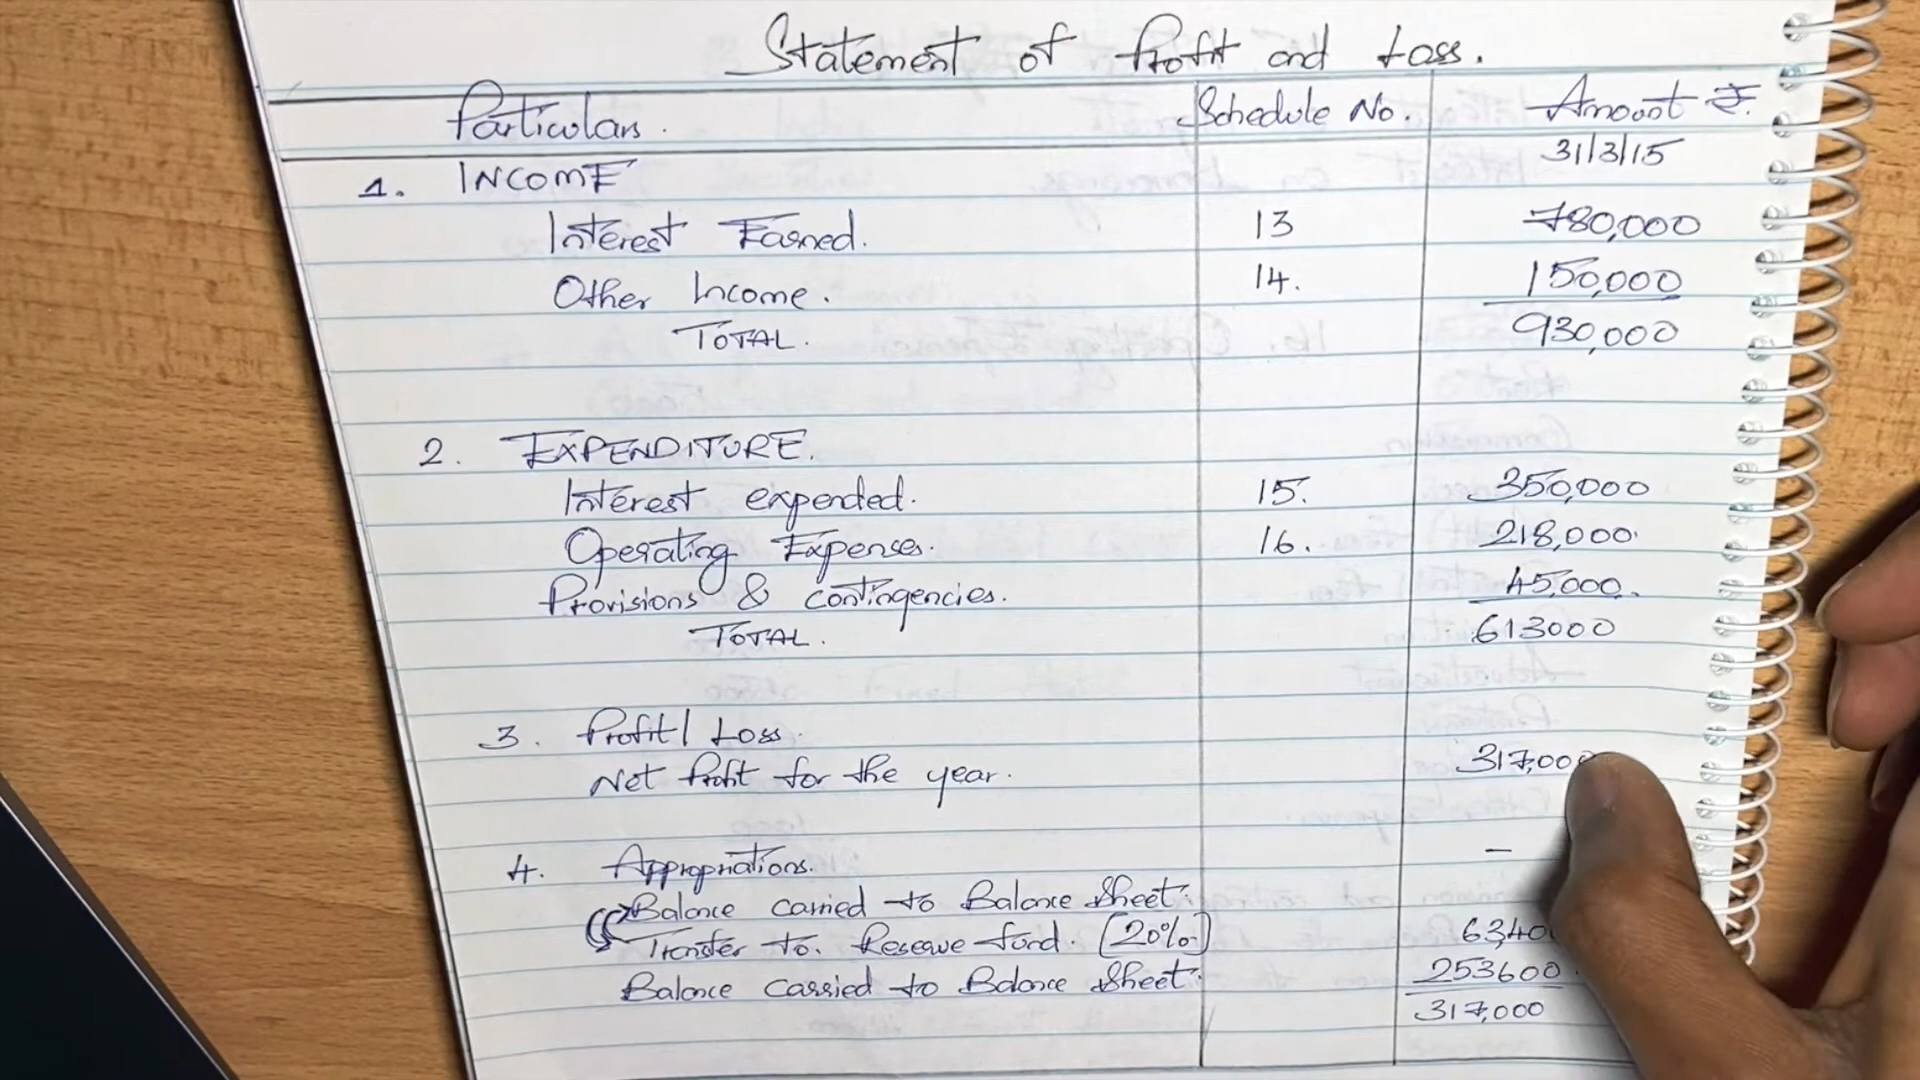 Statement of Profit and Loss.
Particulars. Schedule No. Amount ₹.
31/3/15
1. INCOME
Interest Earned. 13 780,000
Other Income. 14. 150,000
TOTAL. 930,000
2. EXPENDITURE.
Interest expended. 15. 350,000
Operating Expenses. 16. 218,000.
Provisions & contingencies. 45,000.
TOTAL. 613000
3. Profit/Loss.
Net Profit for the year. 317,000
4. Appropriations. –
Balance carried to Balance Sheet.
Transfer to. Reserve fund. (20%.) 6340
Balance carried to Balance Sheet. 253600
317,000